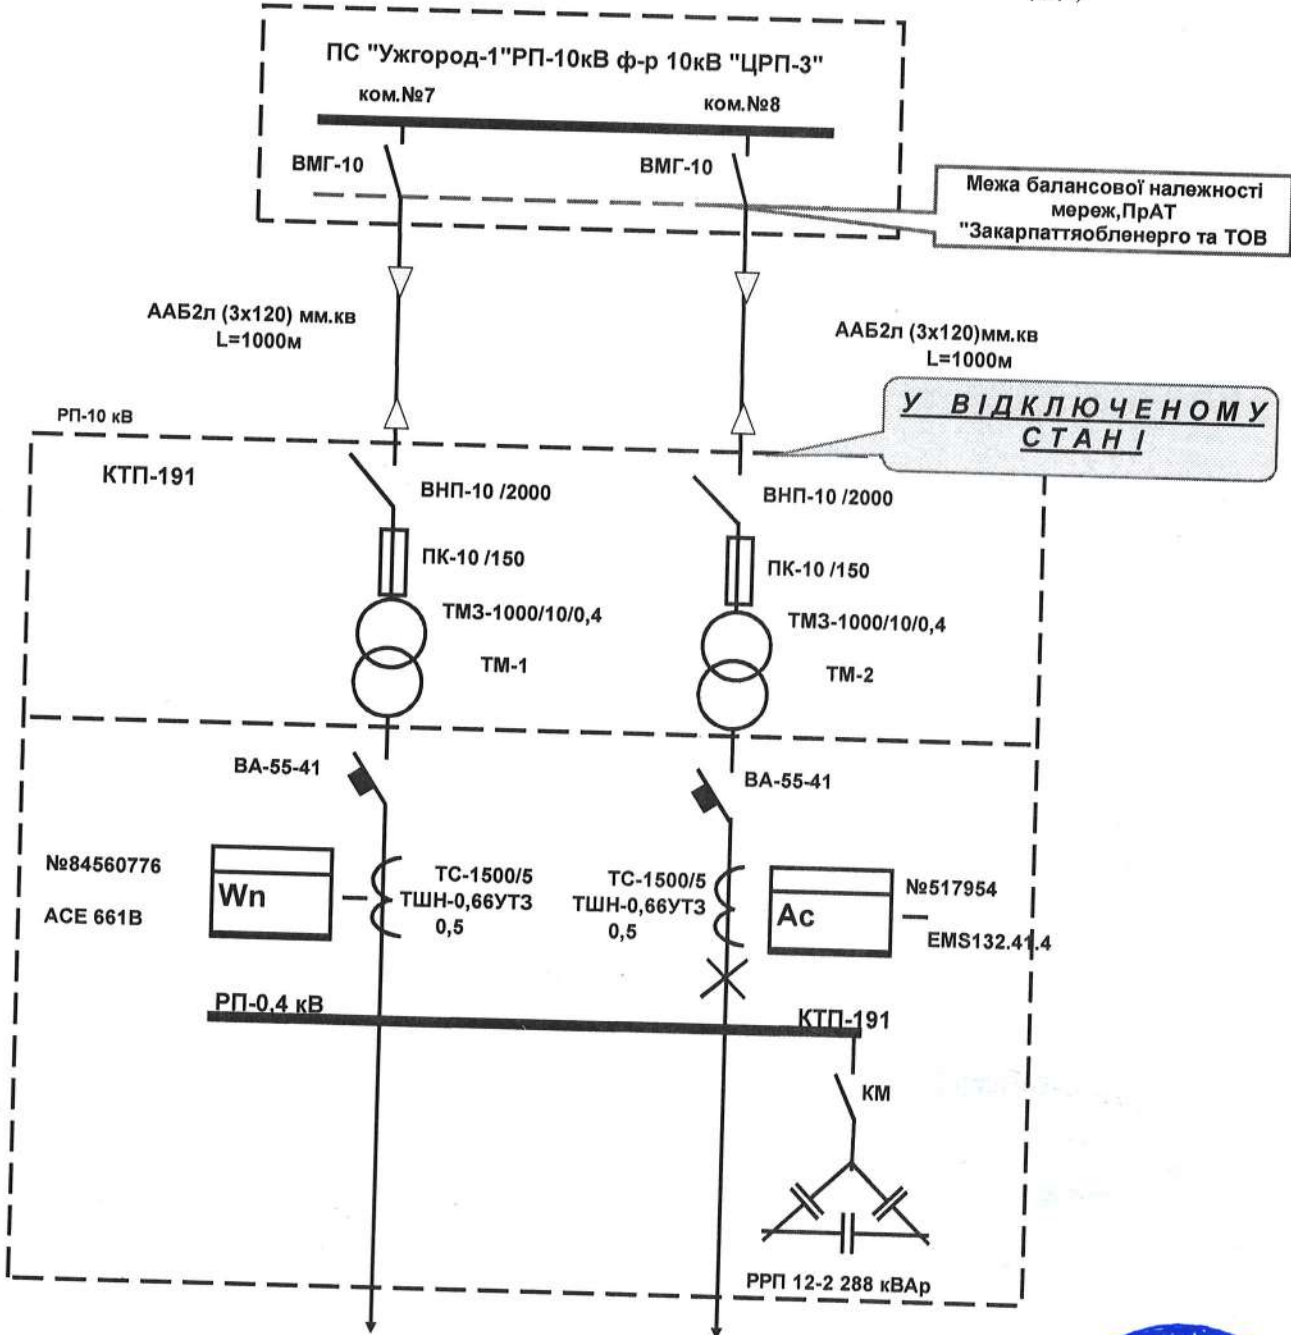 ПС "Ужгород-1"РП-10кВ ф-р 10кВ "ЦРП-3"
ком.№7
ком.№8
ВМГ-10
ВМГ-10
Межа балансової належності
мереж,ПрАТ
"Закарпаттяобленерго та ТОВ
ААБ2л (3х120) мм.кв
L=1000м
ААБ2л (3х120)мм.кв
L=1000м
У ВІДКЛЮЧЕНОМУ
СТАНІ
РП-10 кВ
КТП-191
ВНП-10 /2000
ВНП-10 /2000
ПК-10 /150
ПК-10 /150
ТМЗ-1000/10/0,4
ТМЗ-1000/10/0,4
ТМ-1
ТМ-2
ВА-55-41
ВА-55-41
№84560776
АСЕ 661В
Wп
ТС-1500/5
ТШН-0,66УТЗ
0,5
ТС-1500/5
ТШН-0,66УТЗ
0,5
Ас
№517954
EMS132.41.4
РП-0,4 кВ
КТП-191
КМ
РРП 12-2 288 кВАр